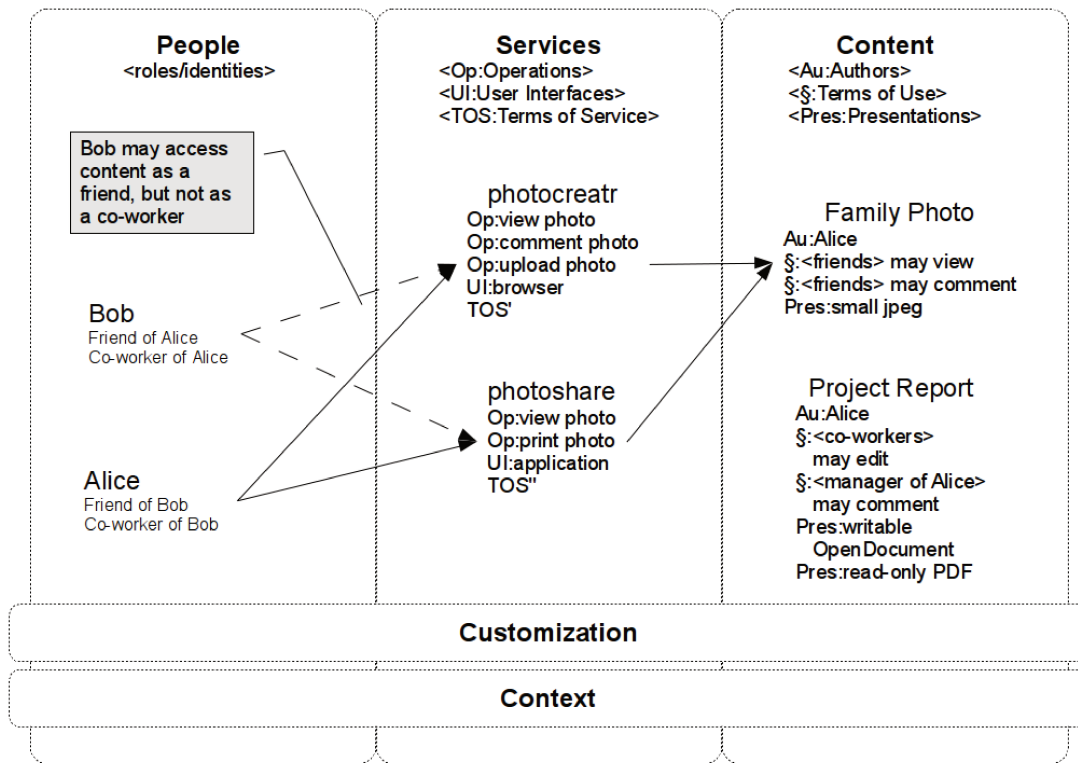 People
<roles/identities>
Bob may access
content as a
friend, but not as
a co-worker
Bob
Friend of Alice
Co-worker of Alice
Alice
Friend of Bob
Co-worker of Bob
Services
<Op:Operations>
<UI:User Interfaces>
<TOS:Terms of Service>
photocreatr
Op:view photo
Op:comment photo
Op:upload photo
UI:browser
TOS'
photoshare
Op:view photo
Op:print photo
UI:application
TOS"
Content
<Au:Authors>
<§:Terms of Use>
<Pres:Presentations>
Family Photo
Au:Alice
§:<friends> may view
§:<friends> may comment
Pres:small jpeg
Project Report
Au:Alice
§:<co-workers>
may edit
§:<manager of Alice>
may comment
Pres:writable
OpenDocument
Pres:read-only PDF
Customization
Context